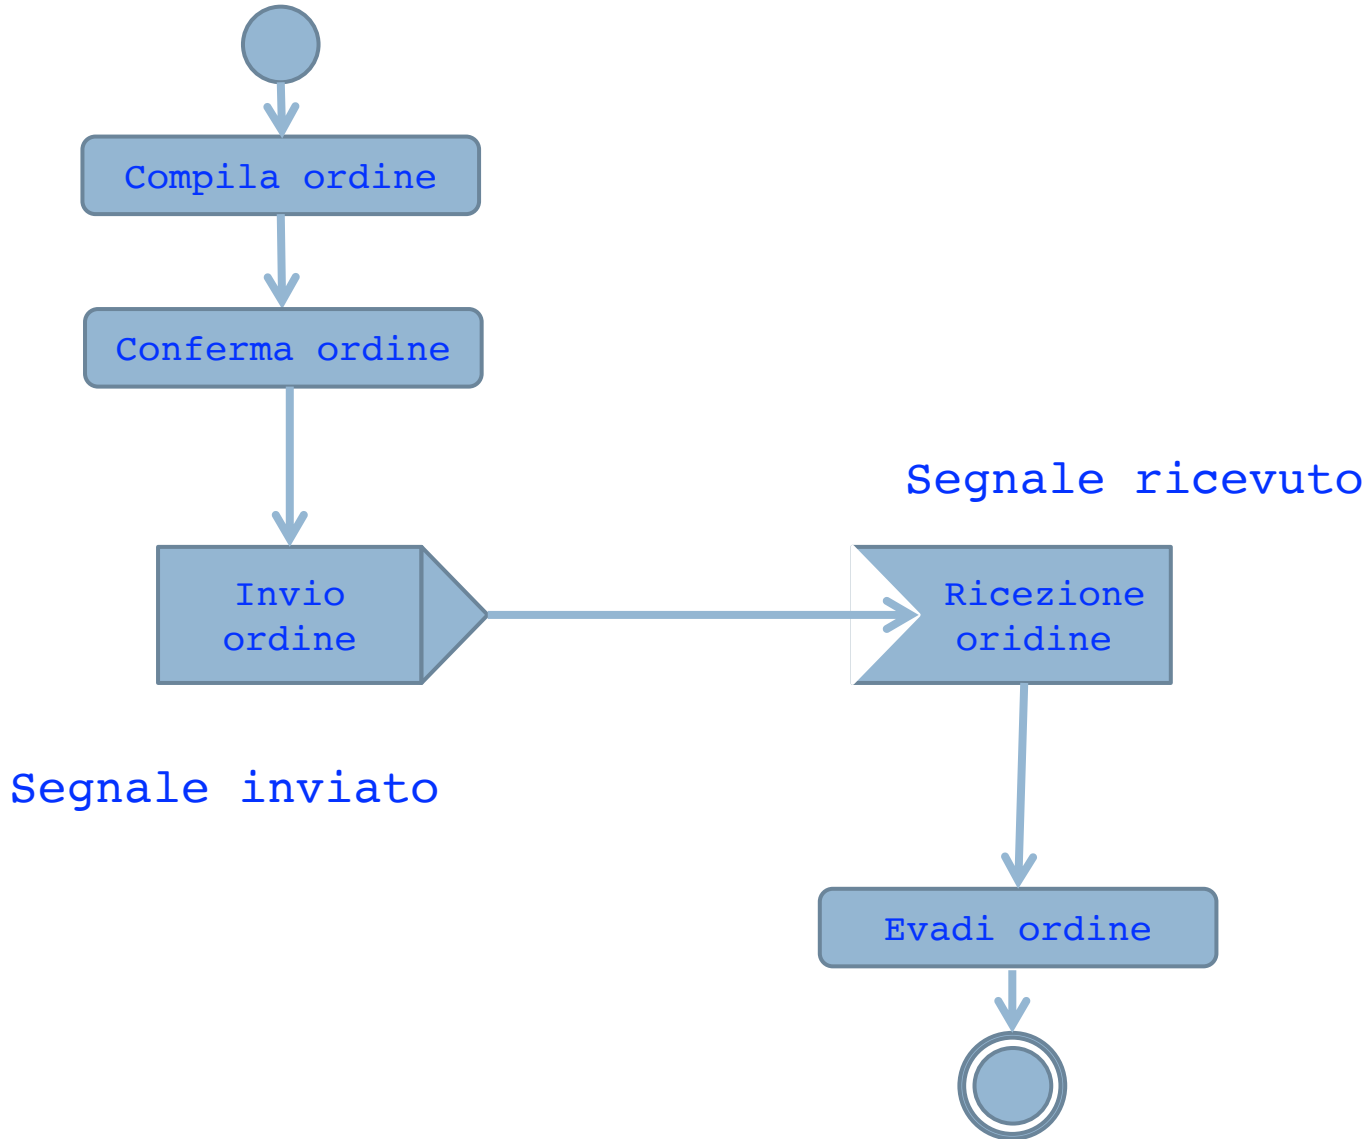 Compila ordine
Conferma ordine
Segnale ricevuto
Invio
ordine
Ricezione
oridine
Segnale inviato
Evadi ordine